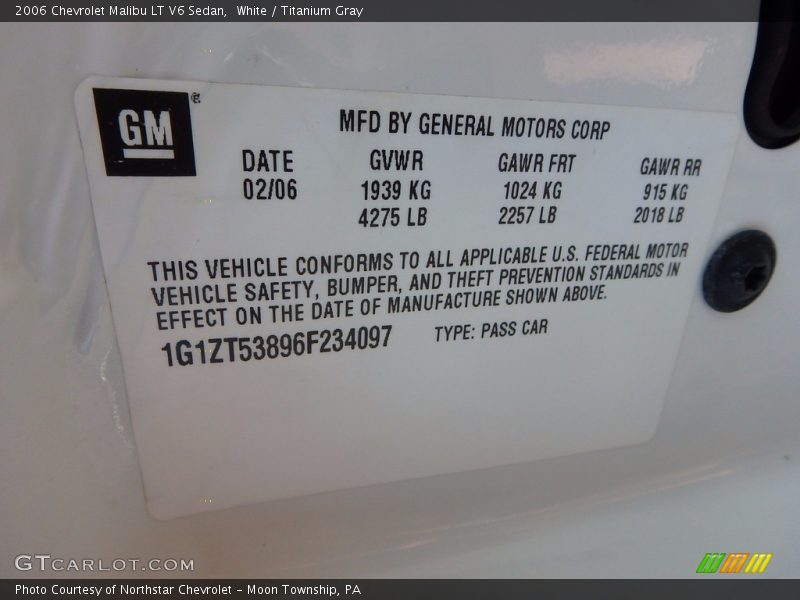 2006 Chevrolet Malibu LT V6 Sedan,  White / Titanium Gray
GM®
MFD BY GENERAL MOTORS CORP
DATE GVWR GAWR FRT GAWR RR
02/06 1939 KG 1024 KG 915 KG
4275 LB 2257 LB 2018 LB
THIS VEHICLE CONFORMS TO ALL APPLICABLE U.S. FEDERAL MOTOR
VEHICLE SAFETY, BUMPER, AND THEFT PREVENTION STANDARDS IN
EFFECT ON THE DATE OF MANUFACTURE SHOWN ABOVE.
1G1ZT53896F234097 TYPE: PASS CAR
GTCARLOT.COM
Photo Courtesy of Northstar Chevrolet - Moon Township, PA